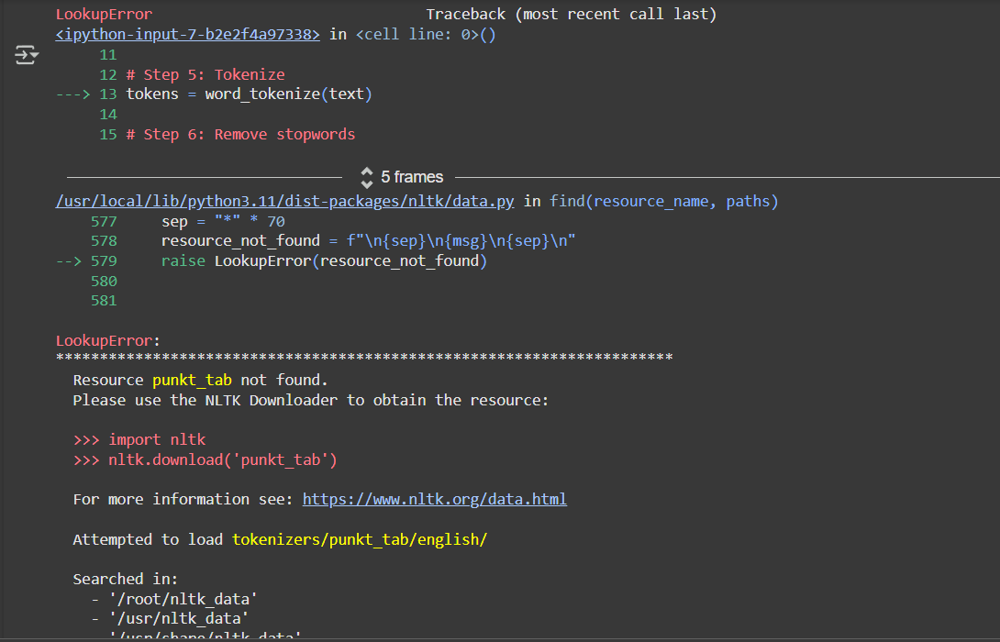 LookupError Traceback (most recent call last)
<ipython-input-7-b2e2f4a97338> in <cell line: 0>()
11
12 # Step 5: Tokenize
---> 13 tokens = word_tokenize(text)
14
15 # Step 6: Remove stopwords
5 frames
/usr/local/lib/python3.11/dist-packages/nltk/data.py in find(resource_name, paths)
577 sep = "*" * 70
578 resource_not_found = f"\n{sep}\n{msg}\n{sep}\n"
--> 579 raise LookupError(resource_not_found)
580
581
LookupError:
**********************************************************************
Resource punkt_tab not found.
Please use the NLTK Downloader to obtain the resource:
>>> import nltk
>>> nltk.download('punkt_tab')
For more information see: https://www.nltk.org/data.html
Attempted to load tokenizers/punkt_tab/english/
Searched in:
- '/root/nltk_data'
- '/usr/nltk_data'
- '/usr/share/nltk_data'